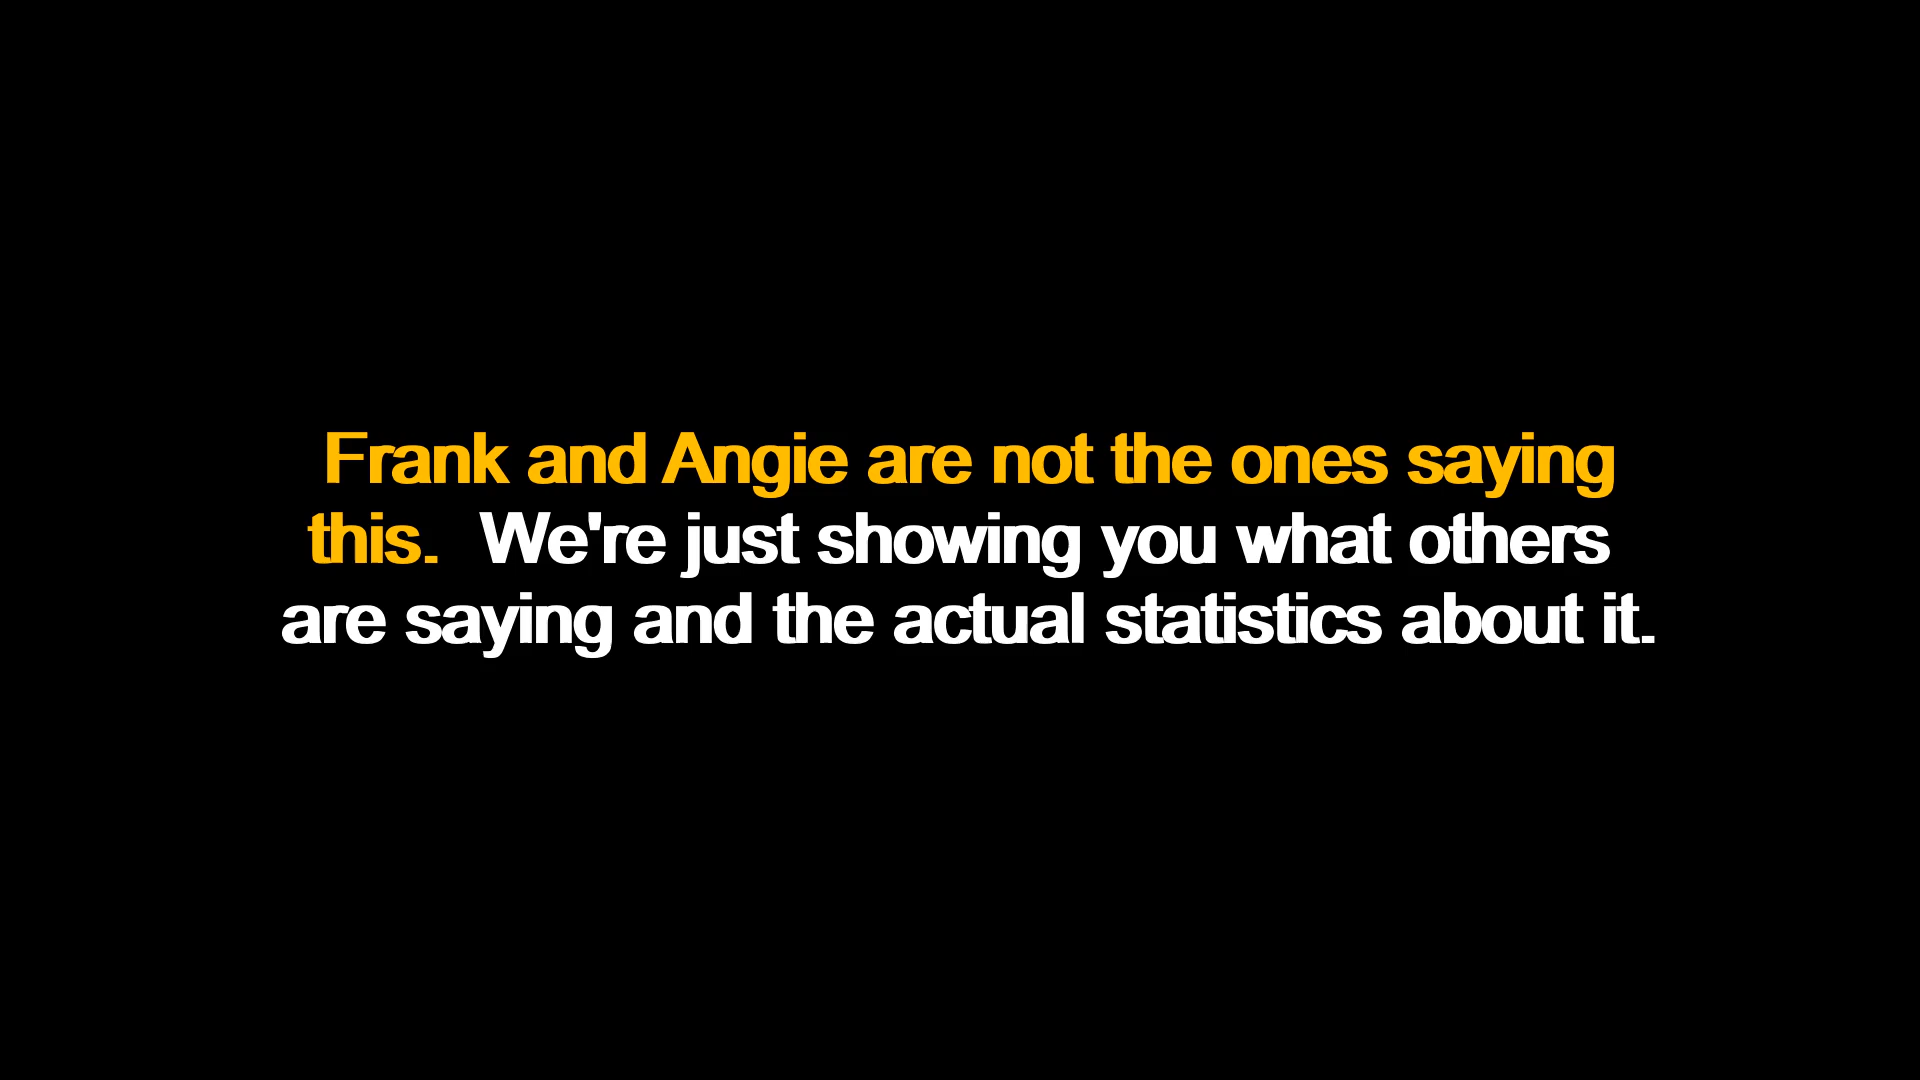 Frank and Angie are not the ones saying
this.  We're just showing you what others
are saying and the actual statistics about it.